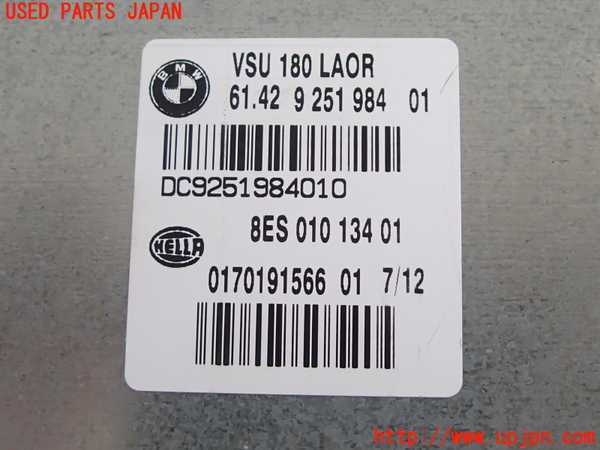 USED PARTS JAPAN
BMW
VSU 180 LAOR
61.42 9 251 984 01
DC9251984010
8ES 010 134 01
HELLA
0170191566 01 7/12
http://www.upjpn.com/